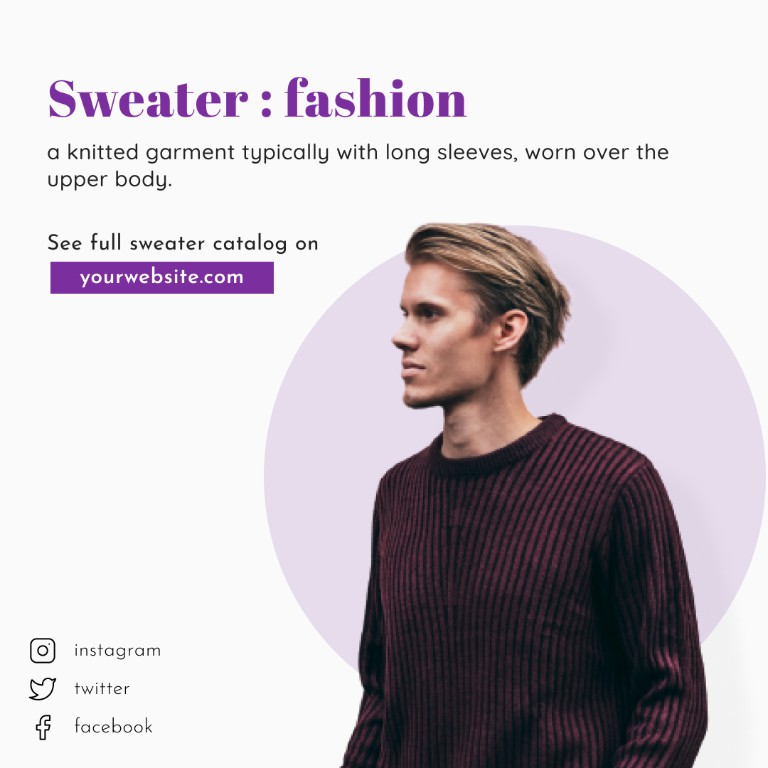 Sweater : fashion
a knitted garment typically with long sleeves, worn over the
upper body.
See full sweater catalog on
yourwebsite.com
instagram
twitter
facebook